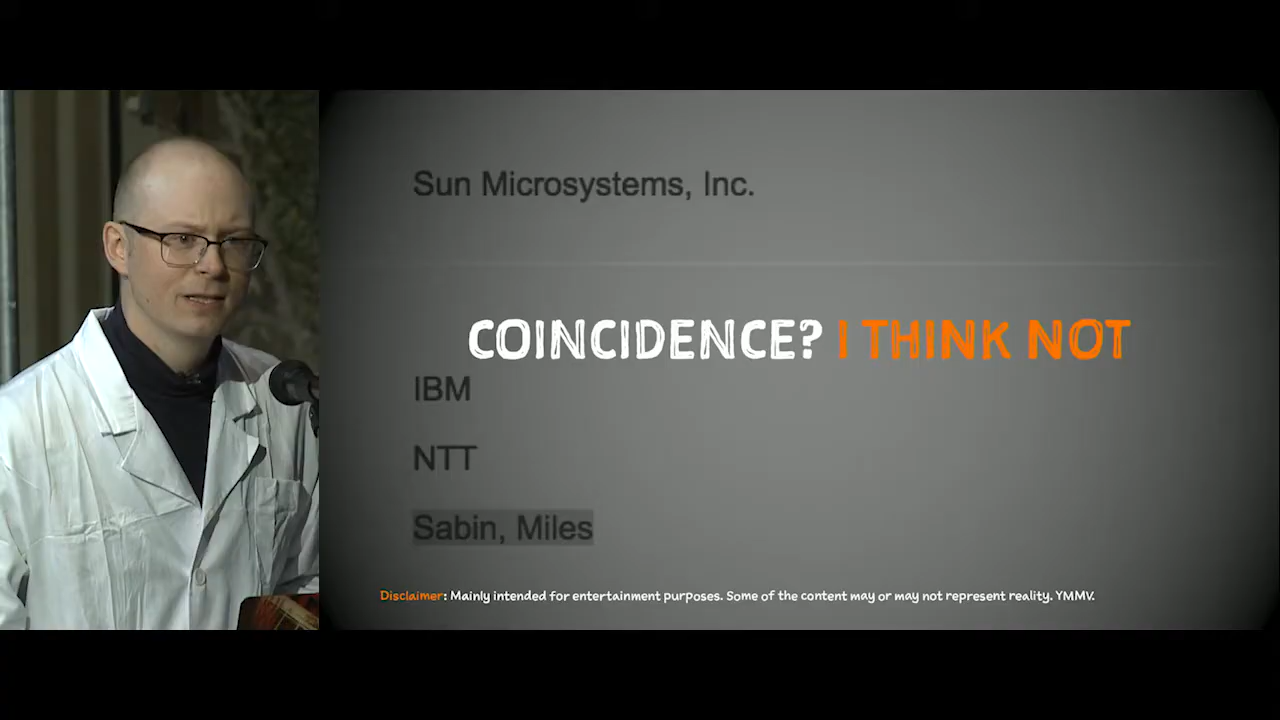 Sun Microsystems, Inc.
COINCIDENCE? I THINK NOT
IBM
NTT
Sabin, Miles
Disclaimer: Mainly intended for entertainment purposes. Some of the content may or may not represent reality. YMMV.